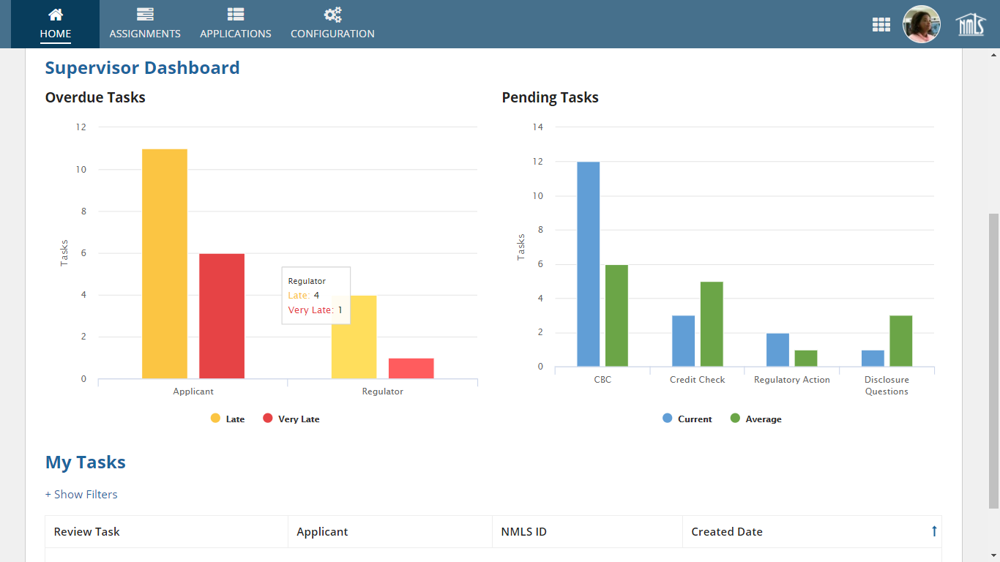 HOME
ASSIGNMENTS
APPLICATIONS
CONFIGURATION
NMLS
Supervisor Dashboard
Overdue Tasks
12
10
8
6
4
2
0
Tasks
Regulator
Late: 4
Very Late: 1
Applicant
Regulator
Late
Very Late
Pending Tasks
14
12
10
8
6
4
2
0
Tasks
CBC
Credit Check
Regulatory Action
Disclosure
Questions
Current
Average
My Tasks
+ Show Filters
Review Task
Applicant
NMLS ID
Created Date